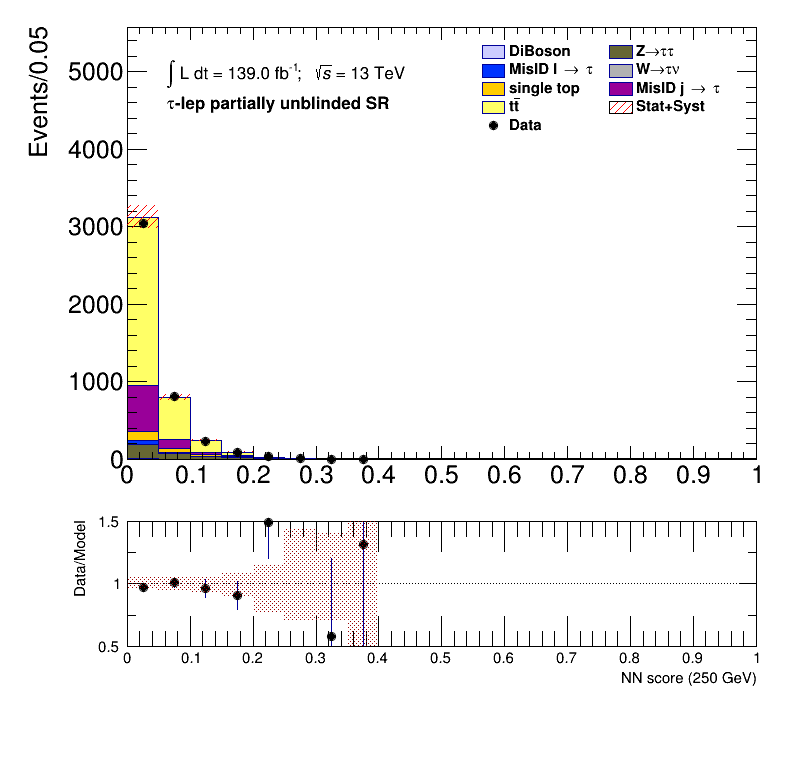 Events/0.05
5000
4000
3000
2000
1000
0
∫ L dt = 139.0 fb⁻¹; √s = 13 TeV
τ-lep partially unblinded SR
DiBoson
MisID l → τ
single top
tt̄
Data
Z→ττ
W→τν
MisID j → τ
Stat+Syst
0 0.1 0.2 0.3 0.4 0.5 0.6 0.7 0.8 0.9 1
Data/Model
1.5
1
0.5
0 0.1 0.2 0.3 0.4 0.5 0.6 0.7 0.8 0.9 1
NN score (250 GeV)